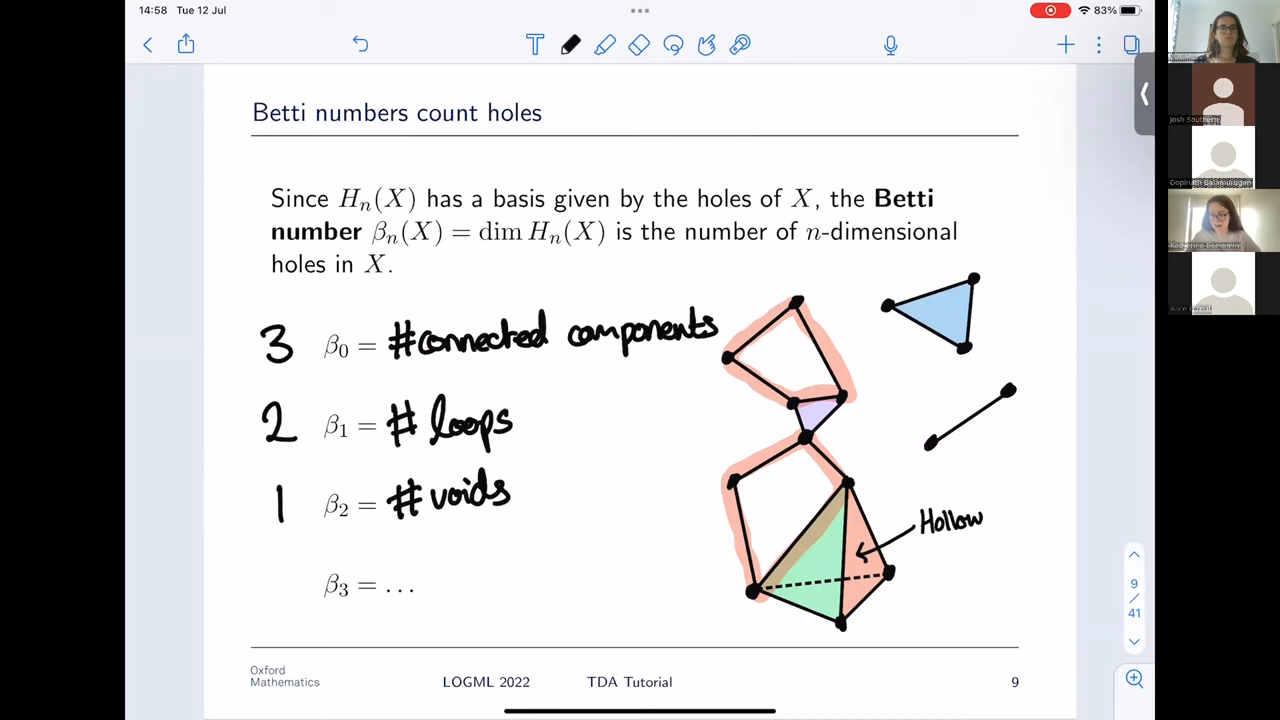 14:58 Tue 12 Jul
83%
Betti numbers count holes
Since Hₙ(X) has a basis given by the holes of X, the Betti
number βₙ(X) = dim Hₙ(X) is the number of n-dimensional
holes in X.
3 β₀ = #connected components
2 β₁ = # loops
1 β₂ = # voids
β₃ = ...
Hollow
Oxford
Mathematics
LOGML 2022
TDA Tutorial
9
9
/
41
Josh Southern